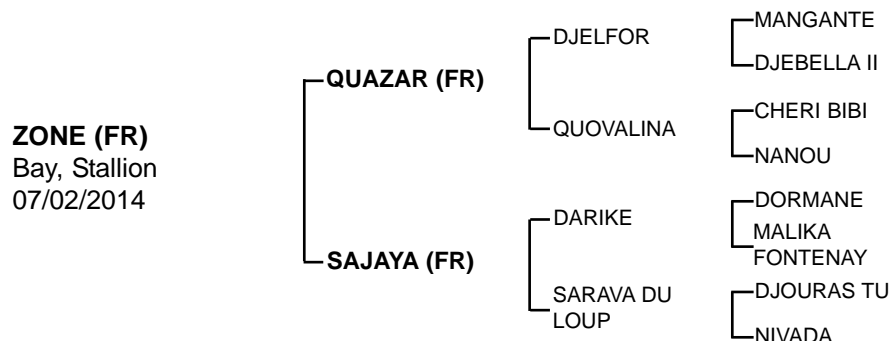 ZONE (FR)
Bay, Stallion
07/02/2014
QUAZAR (FR)
SAJAYA (FR)
DJELFOR
QUOVALINA
DARIKE
SARAVA DU
LOUP
MANGANTE
DJEBELLA II
CHERI BIBI
NANOU
DORMANE
MALIKA
FONTENAY
DJOURAS TU
NIVADA